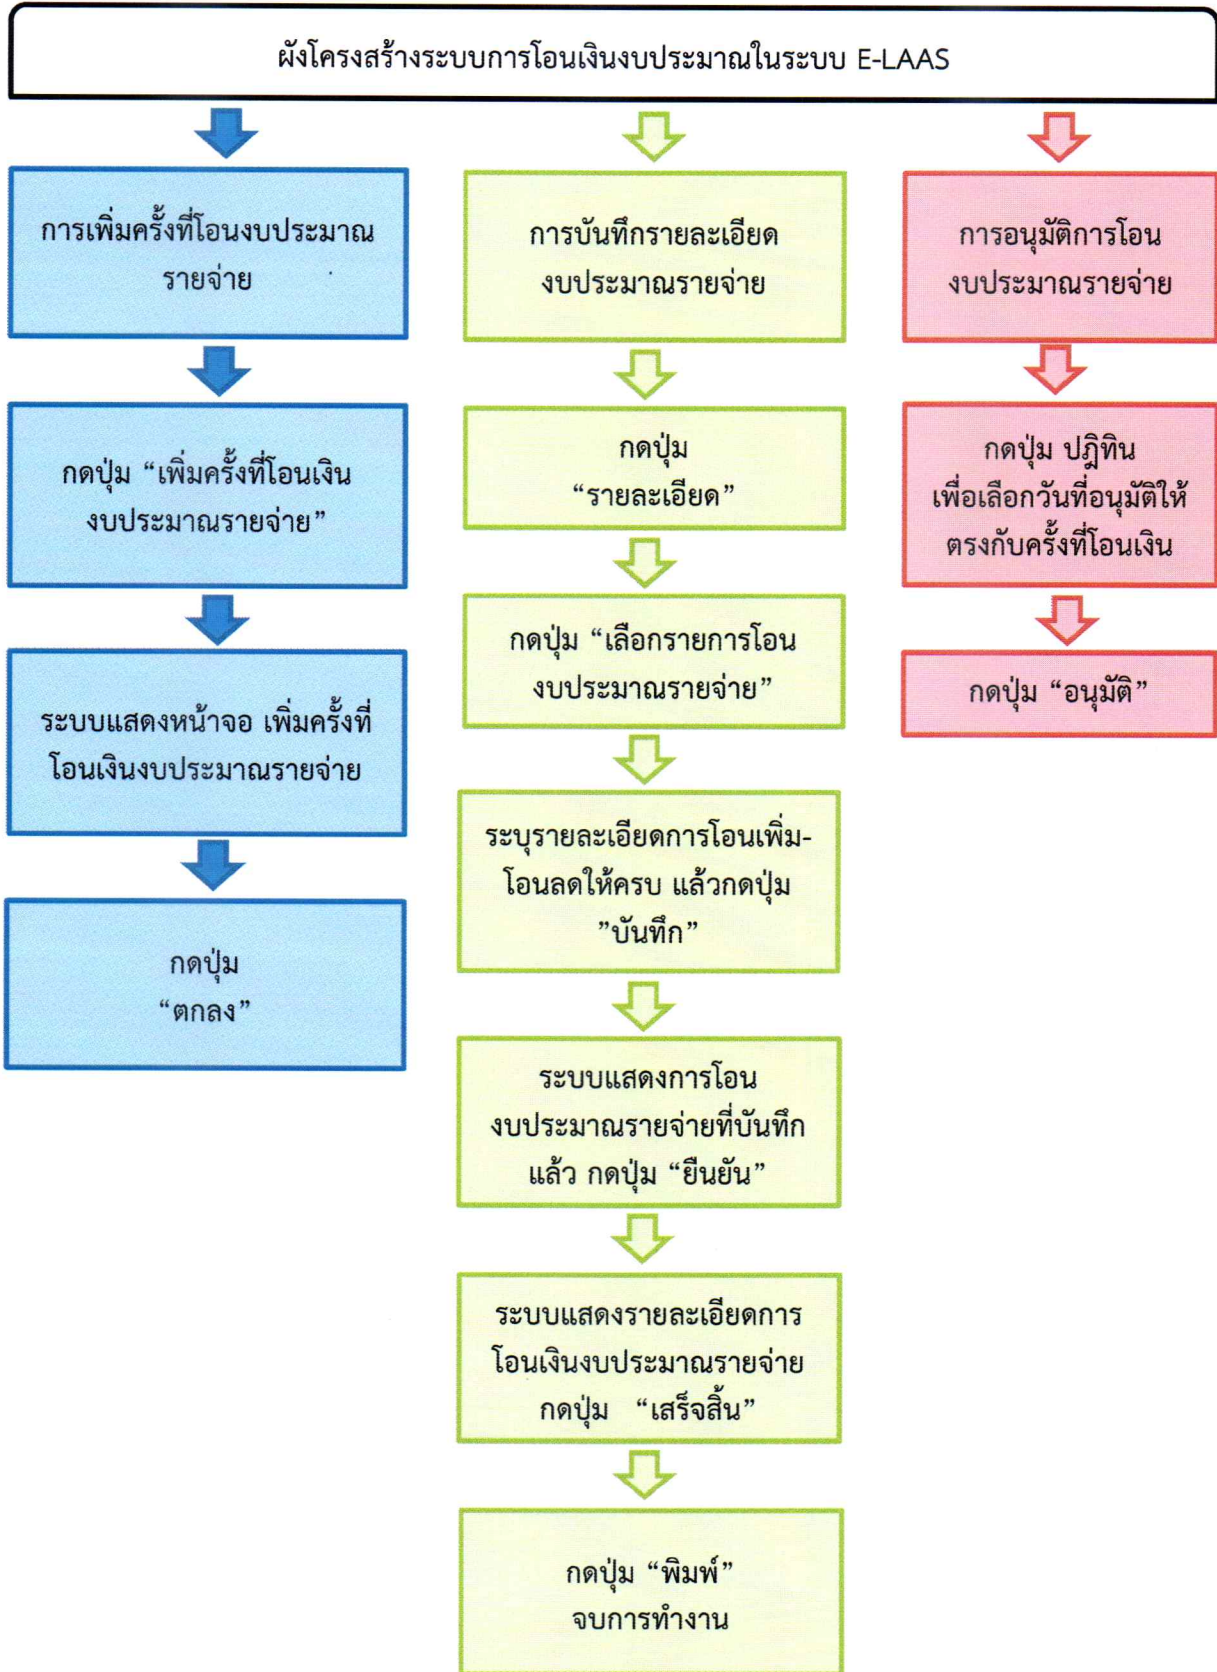 ผังโครงสร้างระบบการโอนเงินงบประมาณในระบบ E-LAAS
การเพิ่มครั้งที่โอนงบประมาณ
รายจ่าย
กดปุ่ม “เพิ่มครั้งที่โอนเงิน
งบประมาณรายจ่าย”
ระบบแสดงหน้าจอ เพิ่มครั้งที่
โอนเงินงบประมาณรายจ่าย
กดปุ่ม
“ตกลง”
การบันทึกรายละเอียด
งบประมาณรายจ่าย
กดปุ่ม
“รายละเอียด”
กดปุ่ม “เลือกรายการโอน
งบประมาณรายจ่าย”
ระบุรายละเอียดการโอนเพิ่ม-
โอนลดให้ครบ แล้วกดปุ่ม
”บันทึก”
ระบบแสดงการโอน
งบประมาณรายจ่ายที่บันทึก
แล้ว กดปุ่ม “ยืนยัน”
ระบบแสดงรายละเอียดการ
โอนเงินงบประมาณรายจ่าย
กดปุ่ม “เสร็จสิ้น”
กดปุ่ม “พิมพ์”
จบการทำงาน
การอนุมัติการโอน
งบประมาณรายจ่าย
กดปุ่ม ปฎิทิน
เพื่อเลือกวันที่อนุมัติให้
ตรงกับครั้งที่โอนเงิน
กดปุ่ม “อนุมัติ”